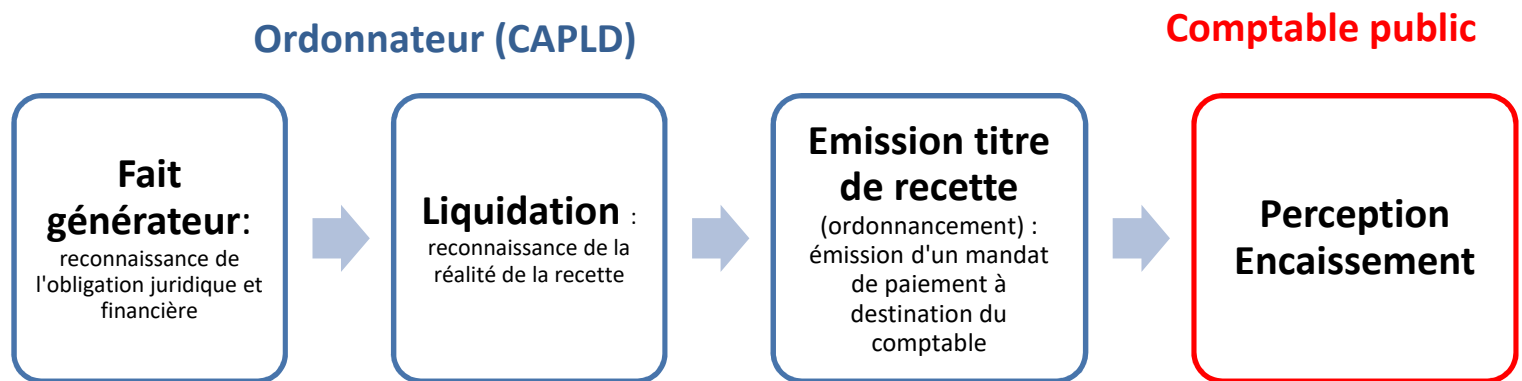 Ordonnateur (CAPLD)
Comptable public
Fait
générateur:
reconnaissance de
l'obligation juridique et
financière
Liquidation :
reconnaissance de la
réalité de la recette
Emission titre
de recette
(ordonnancement) :
émission d'un mandat
de paiement à
destination du
comptable
Perception
Encaissement